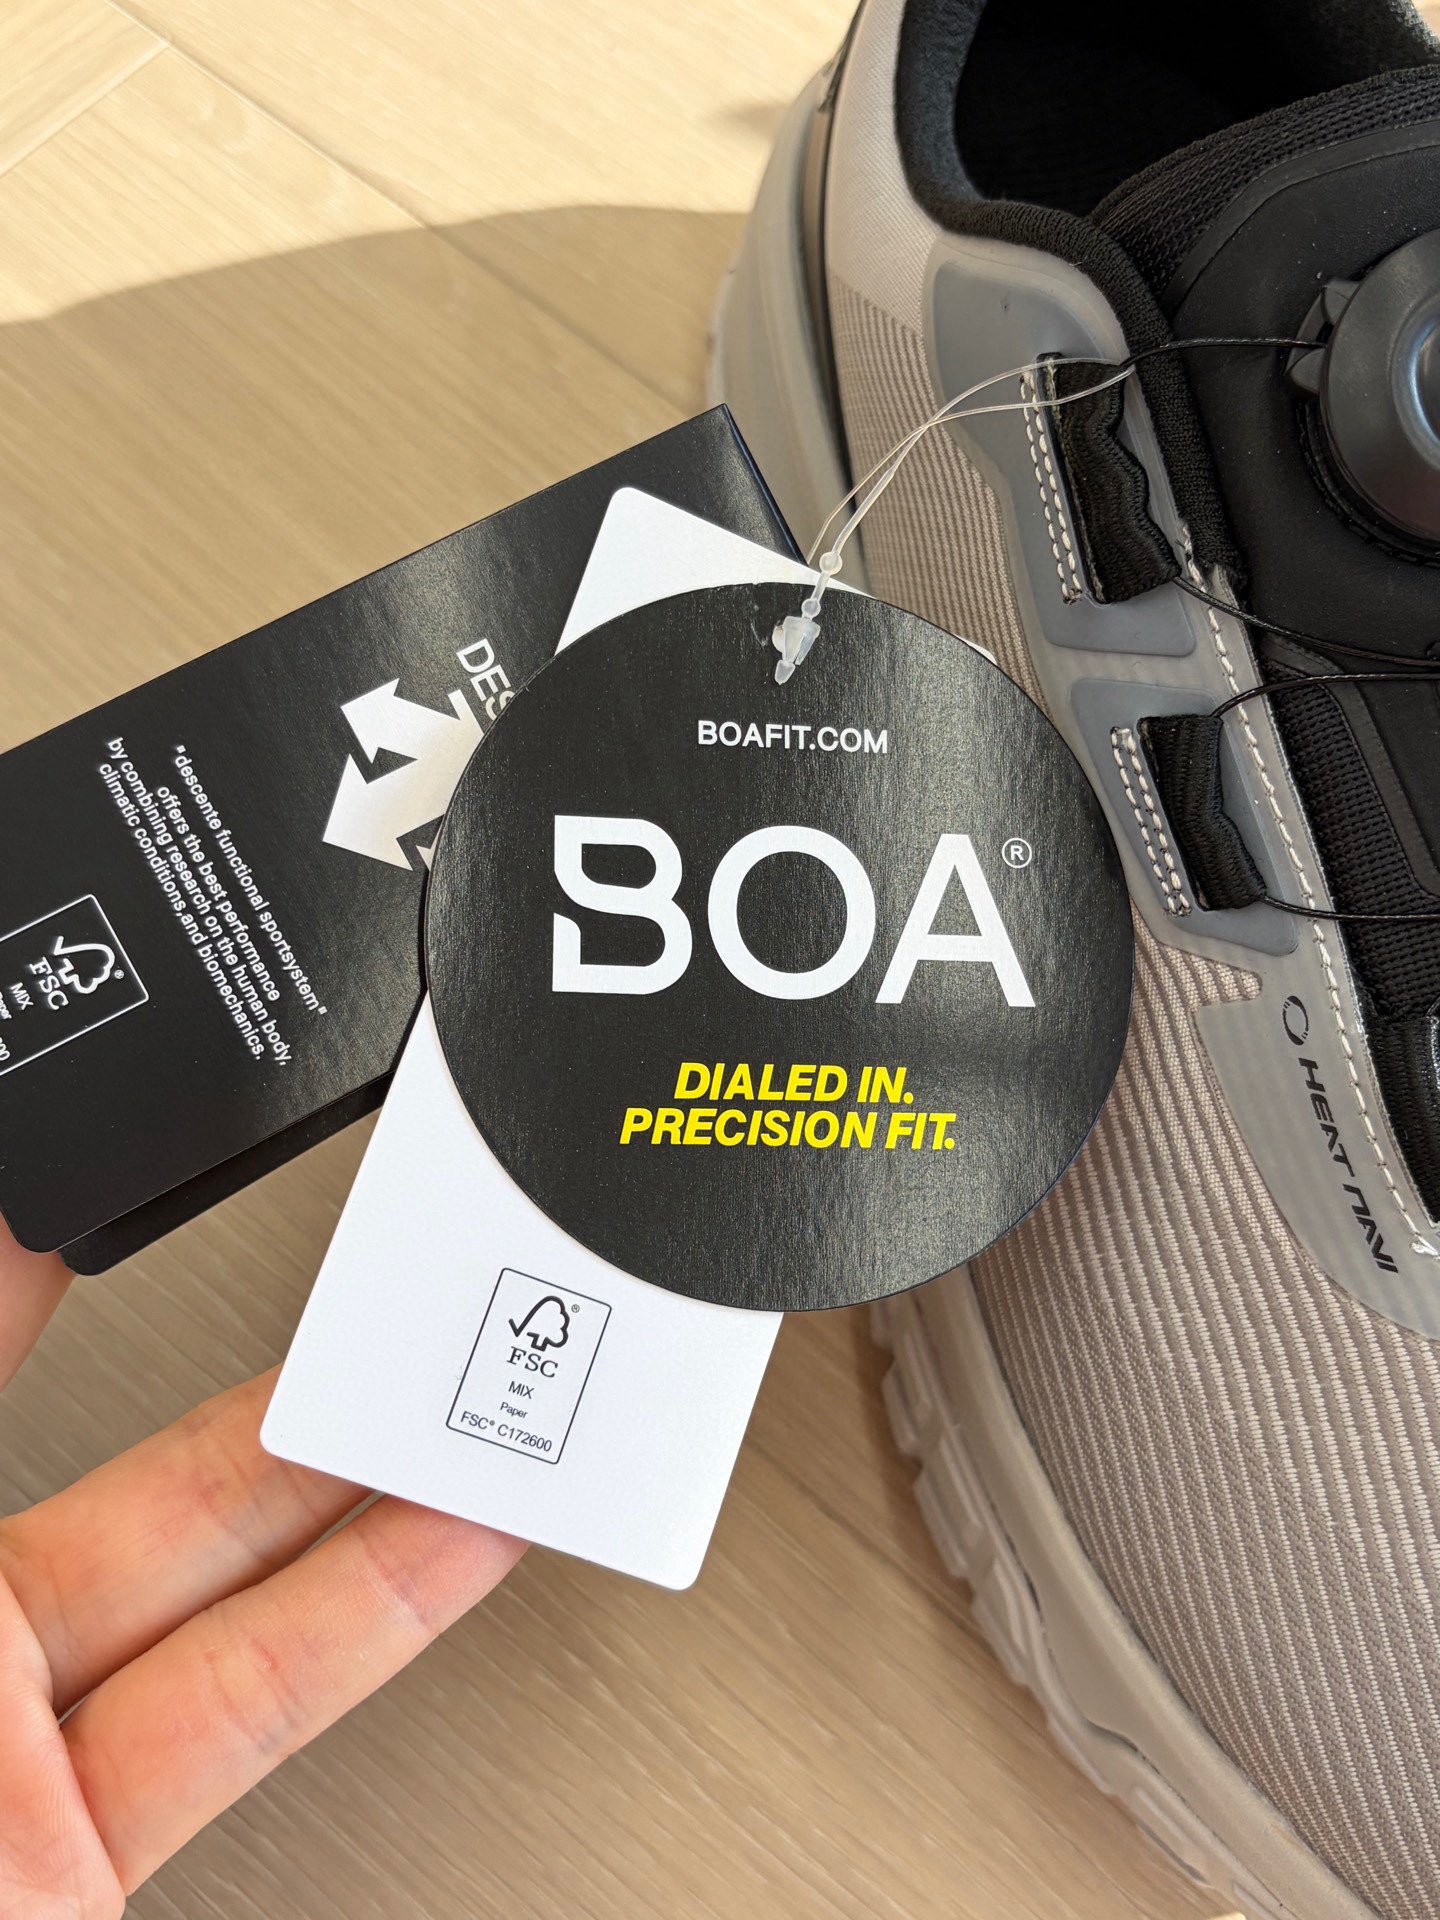 BOAFIT.COM
BOA®
DIALED IN.
PRECISION FIT.
"descente functional sportsystem"
offers the best performance
by combining research on the human body,
climatic conditions,and biomechanics.
FSC
MIX
FSC
MIX
Paper
FSC® C172600
HEAT NAVI